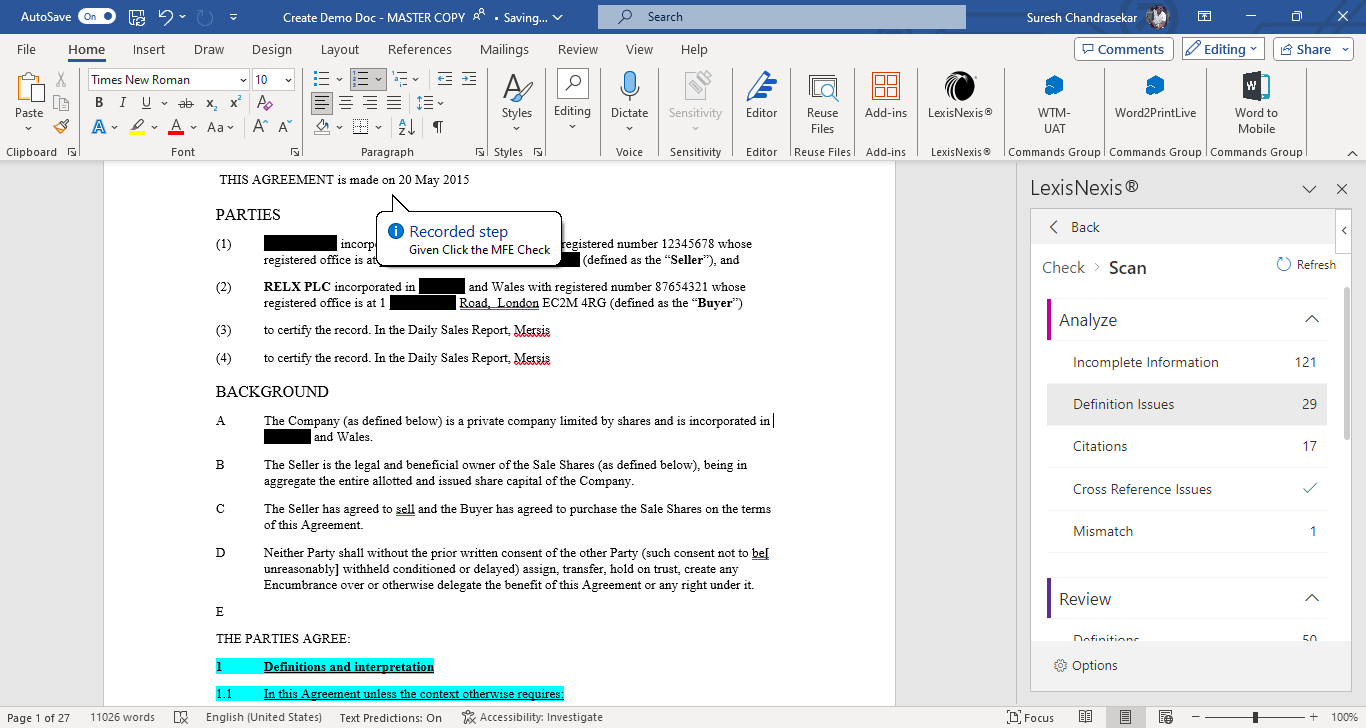 AutoSave On Create Demo Doc - MASTER COPY • Saving... Search Suresh Chandrasekar
File Home Insert Draw Design Layout References Mailings Review View Help Comments Editing Share
Times New Roman 10
B I U ab x₂ x² A
A A Aa A A
Paste Styles Editing Dictate Sensitivity Editor Reuse Files Add-ins LexisNexis® WTM-UAT Word2PrintLive Word to Mobile
Clipboard Font Paragraph Styles Voice Sensitivity Editor Reuse Files Add-ins LexisNexis® Commands Group Commands Group Commands Group
THIS AGREEMENT is made on 20 May 2015
PARTIES
Recorded step
Given Click the MFE Check
(1) incorp registered number 12345678 whose
registered office is at (defined as the “Seller”), and
(2) RELX PLC incorporated in and Wales with registered number 87654321 whose
registered office is at 1 Road, London EC2M 4RG (defined as the “Buyer”)
(3) to certify the record. In the Daily Sales Report, Mersis
(4) to certify the record. In the Daily Sales Report, Mersis
BACKGROUND
A The Company (as defined below) is a private company limited by shares and is incorporated in
and Wales.
B The Seller is the legal and beneficial owner of the Sale Shares (as defined below), being in
aggregate the entire allotted and issued share capital of the Company.
C The Seller has agreed to sell and the Buyer has agreed to purchase the Sale Shares on the terms
of this Agreement.
D Neither Party shall without the prior written consent of the other Party (such consent not to be[
unreasonably] withheld conditioned or delayed) assign, transfer, hold on trust, create any
Encumbrance over or otherwise delegate the benefit of this Agreement or any right under it.
E
THE PARTIES AGREE:
1 Definitions and interpretation
1.1 In this Agreement unless the context otherwise requires:
LexisNexis®
Back
Check > Scan Refresh
Analyze
Incomplete Information 121
Definition Issues 29
Citations 17
Cross Reference Issues
Mismatch 1
Review
Definitions 50
Options
Page 1 of 27 11026 words English (United States) Text Predictions: On Accessibility: Investigate Focus 100%